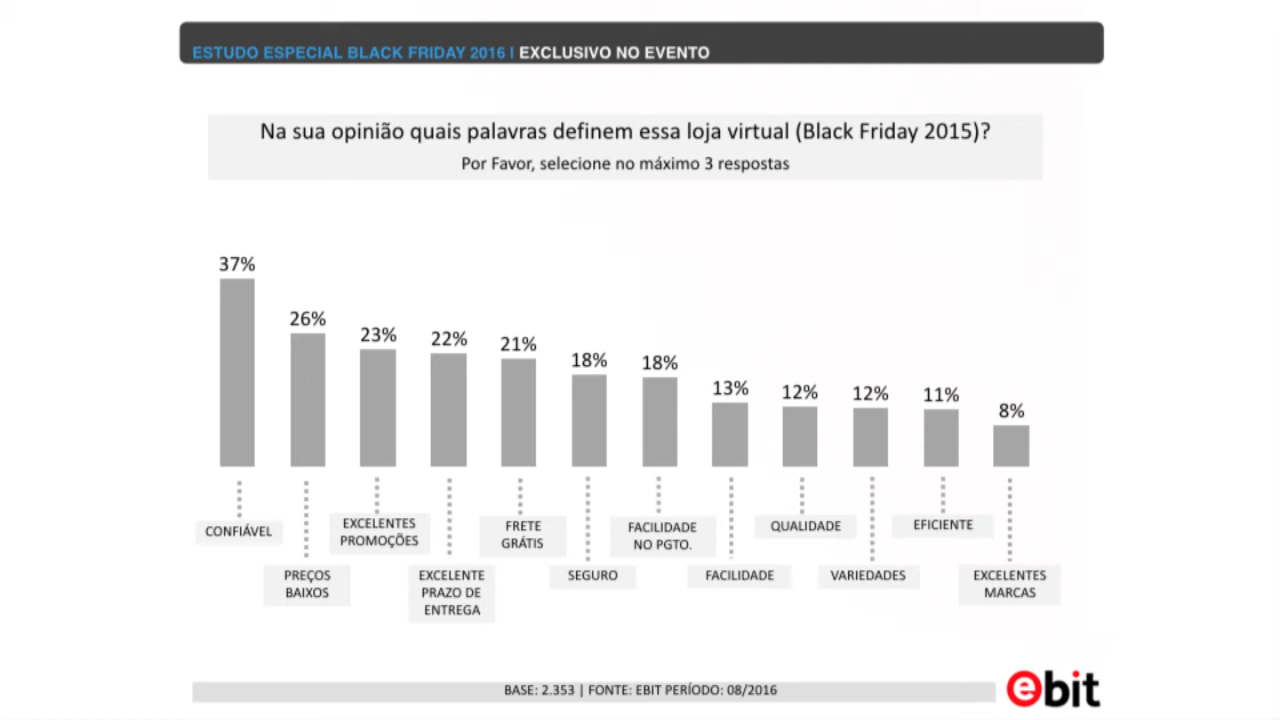 ESTUDO ESPECIAL BLACK FRIDAY 2016 | EXCLUSIVO NO EVENTO
Na sua opinião quais palavras definem essa loja virtual (Black Friday 2015)?
Por Favor, selecione no máximo 3 respostas
37%
26%
23%
22%
21%
18%
18%
13%
12%
12%
11%
8%
CONFIÁVEL
PREÇOS
BAIXOS
EXCELENTES
PROMOÇÕES
EXCELENTE
PRAZO DE
ENTREGA
FRETE
GRÁTIS
SEGURO
FACILIDADE
NO PGTO.
FACILIDADE
QUALIDADE
VARIEDADES
EFICIENTE
EXCELENTES
MARCAS
BASE: 2.353 | FONTE: EBIT PERÍODO: 08/2016
ebit